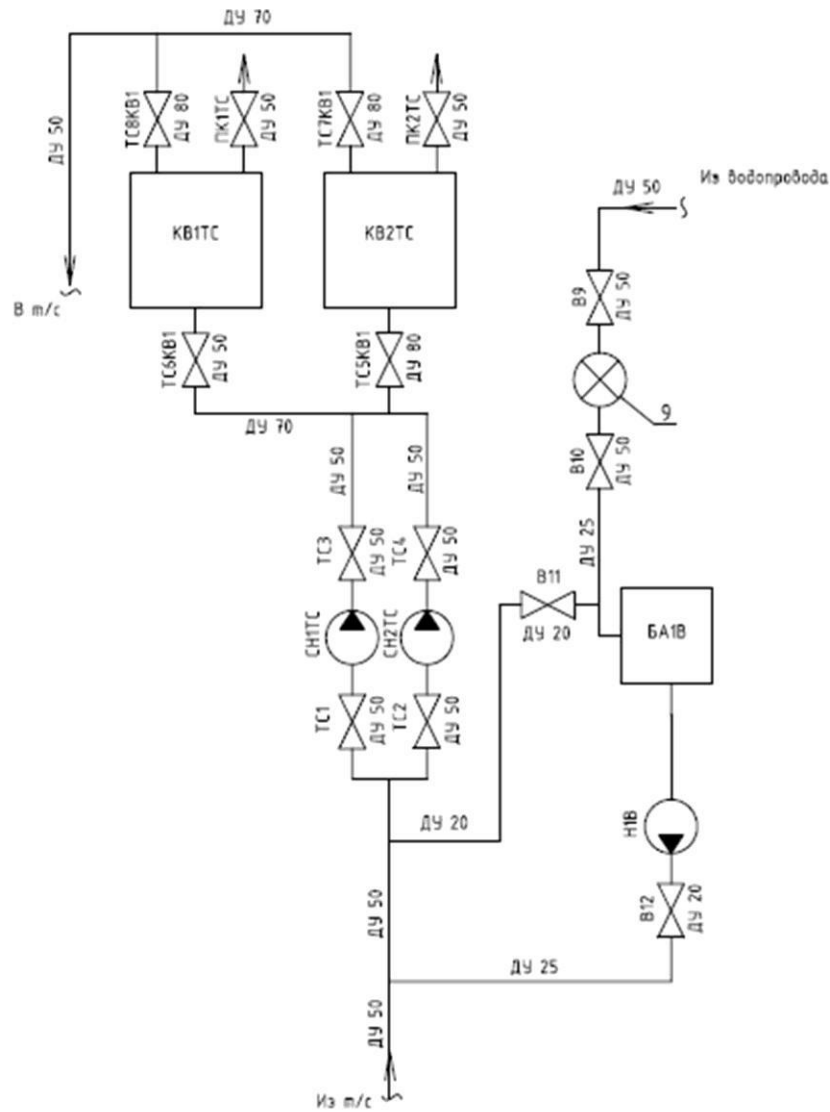 ДУ 70
ДУ 50
ТС8КВ1
ДУ 80
ПК1ТС
ДУ 50
ТС7КВ1
ДУ 80
ПК2ТС
ДУ 50
ДУ 50
Из водопровода
КВ1ТС
КВ2ТС
В т/с
В9
ДУ 50
ТС6КВ1
ДУ 50
ТС5КВ1
ДУ 80
9
ДУ 70
В10
ДУ 50
ДУ 50
ДУ 50
ДУ 25
ТС3
ДУ 50
ТС4
ДУ 50
В11
ДУ 20
БА1В
СН1ТС
СН2ТС
ТС1
ДУ 50
ТС2
ДУ 50
ДУ 20
Н1В
В12
ДУ 20
ДУ 50
ДУ 25
ДУ 50
Из т/с